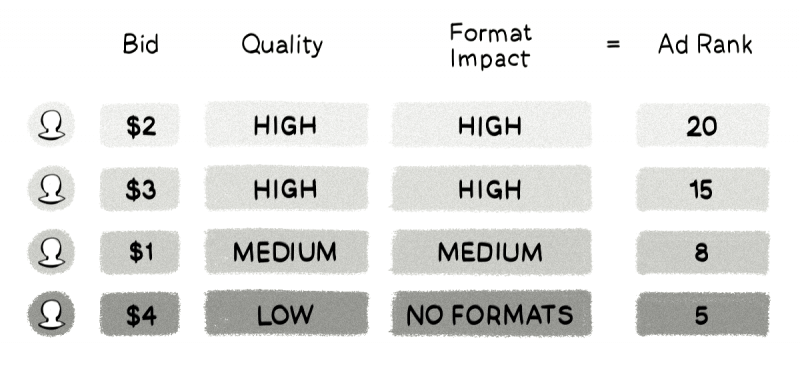 Bid Quality Format Impact = Ad Rank
$2 HIGH HIGH 20
$3 HIGH HIGH 15
$1 MEDIUM MEDIUM 8
$4 LOW NO FORMATS 5